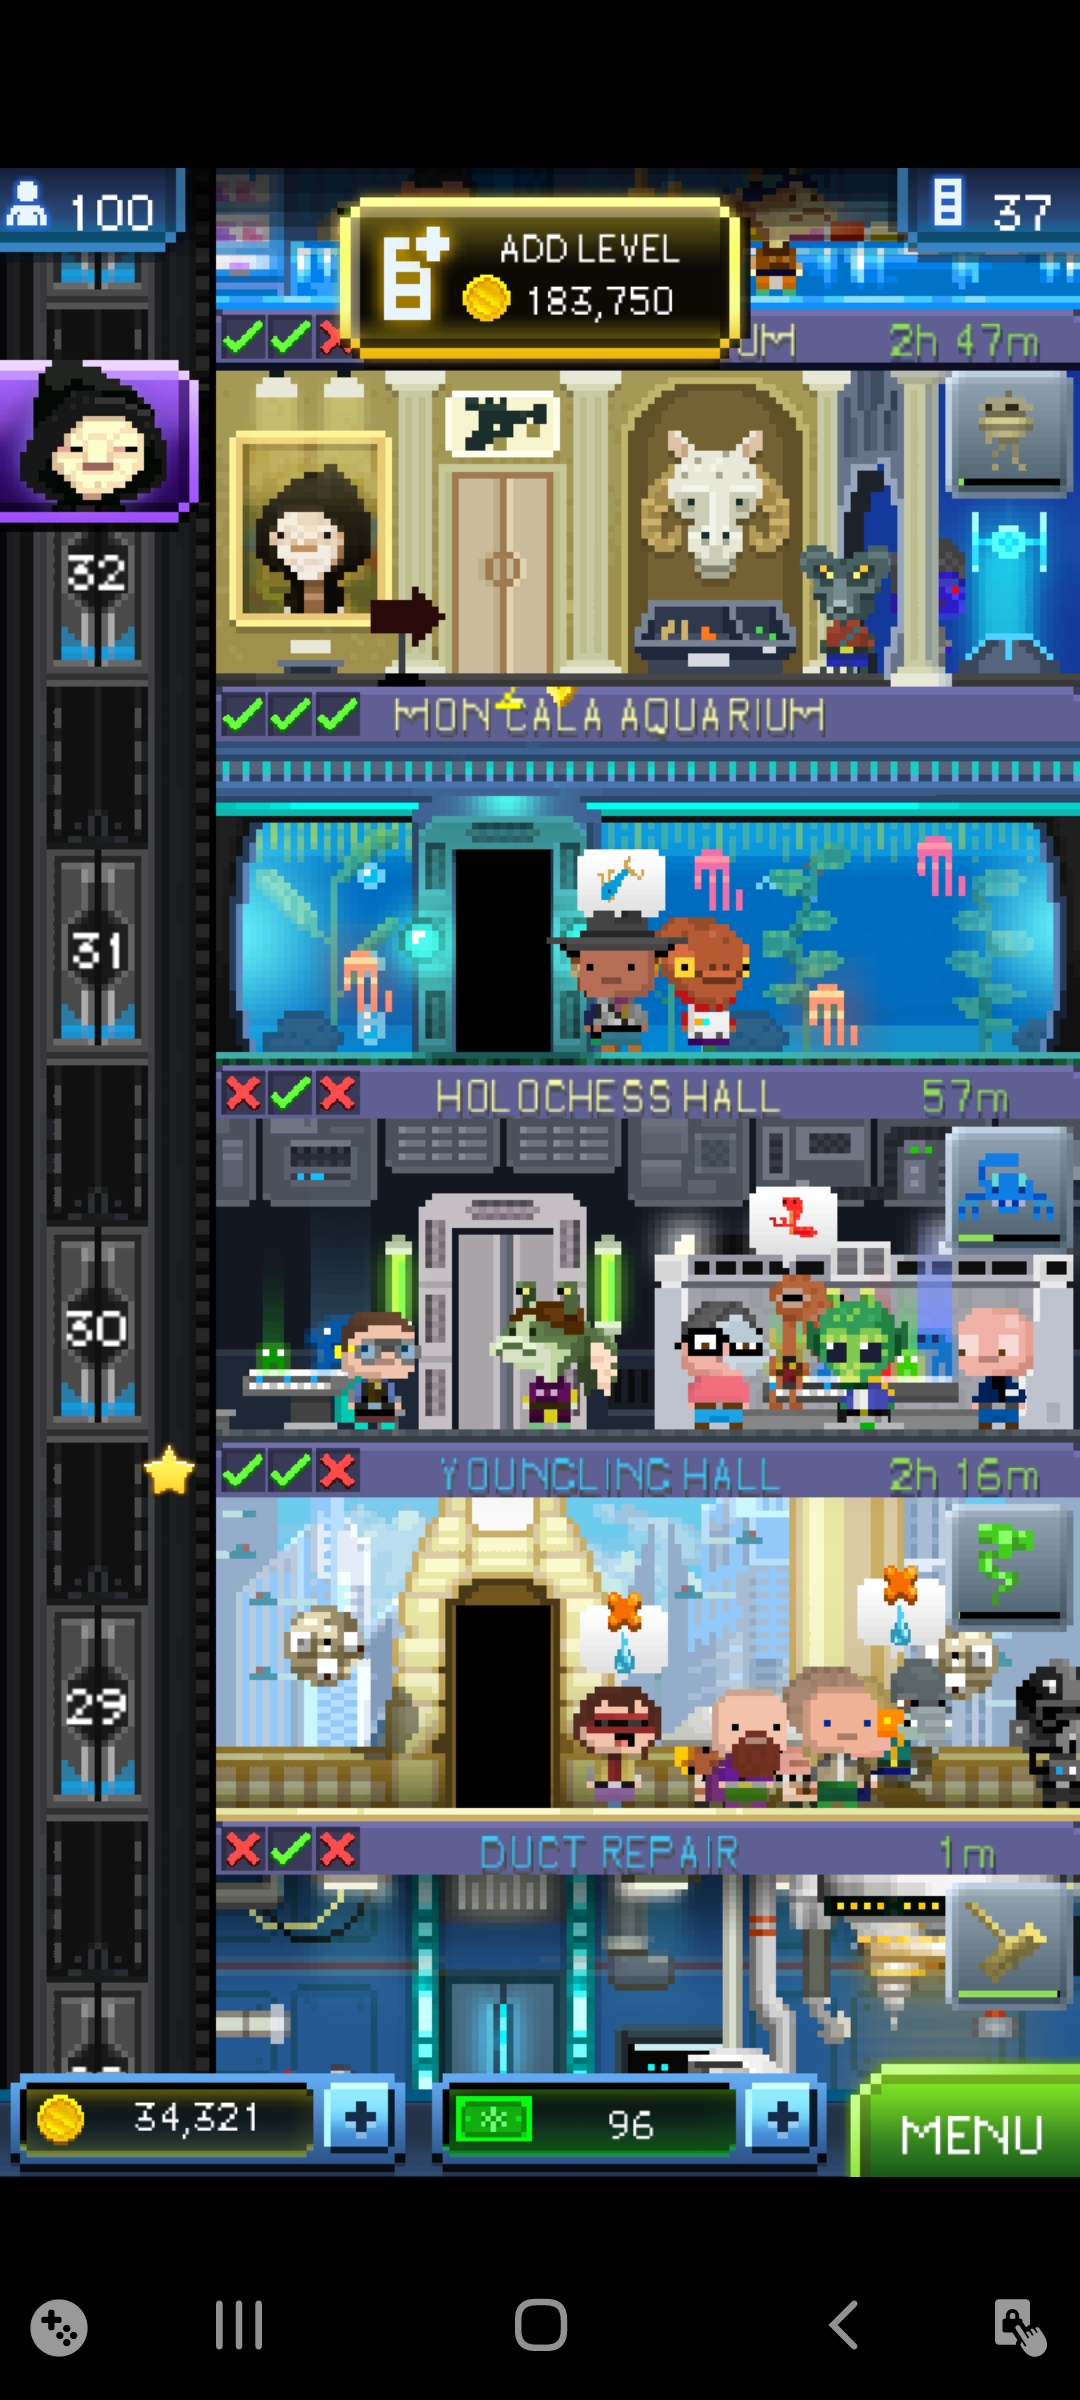 100
37
ADD LEVEL
183,750
UM
2h 47m
32
MON CALA AQUARIUM
31
HOLOCHESS HALL
57m
30
YOUNGLING HALL
2h 16m
29
DUCT REPAIR
1m
34,321
96
MENU